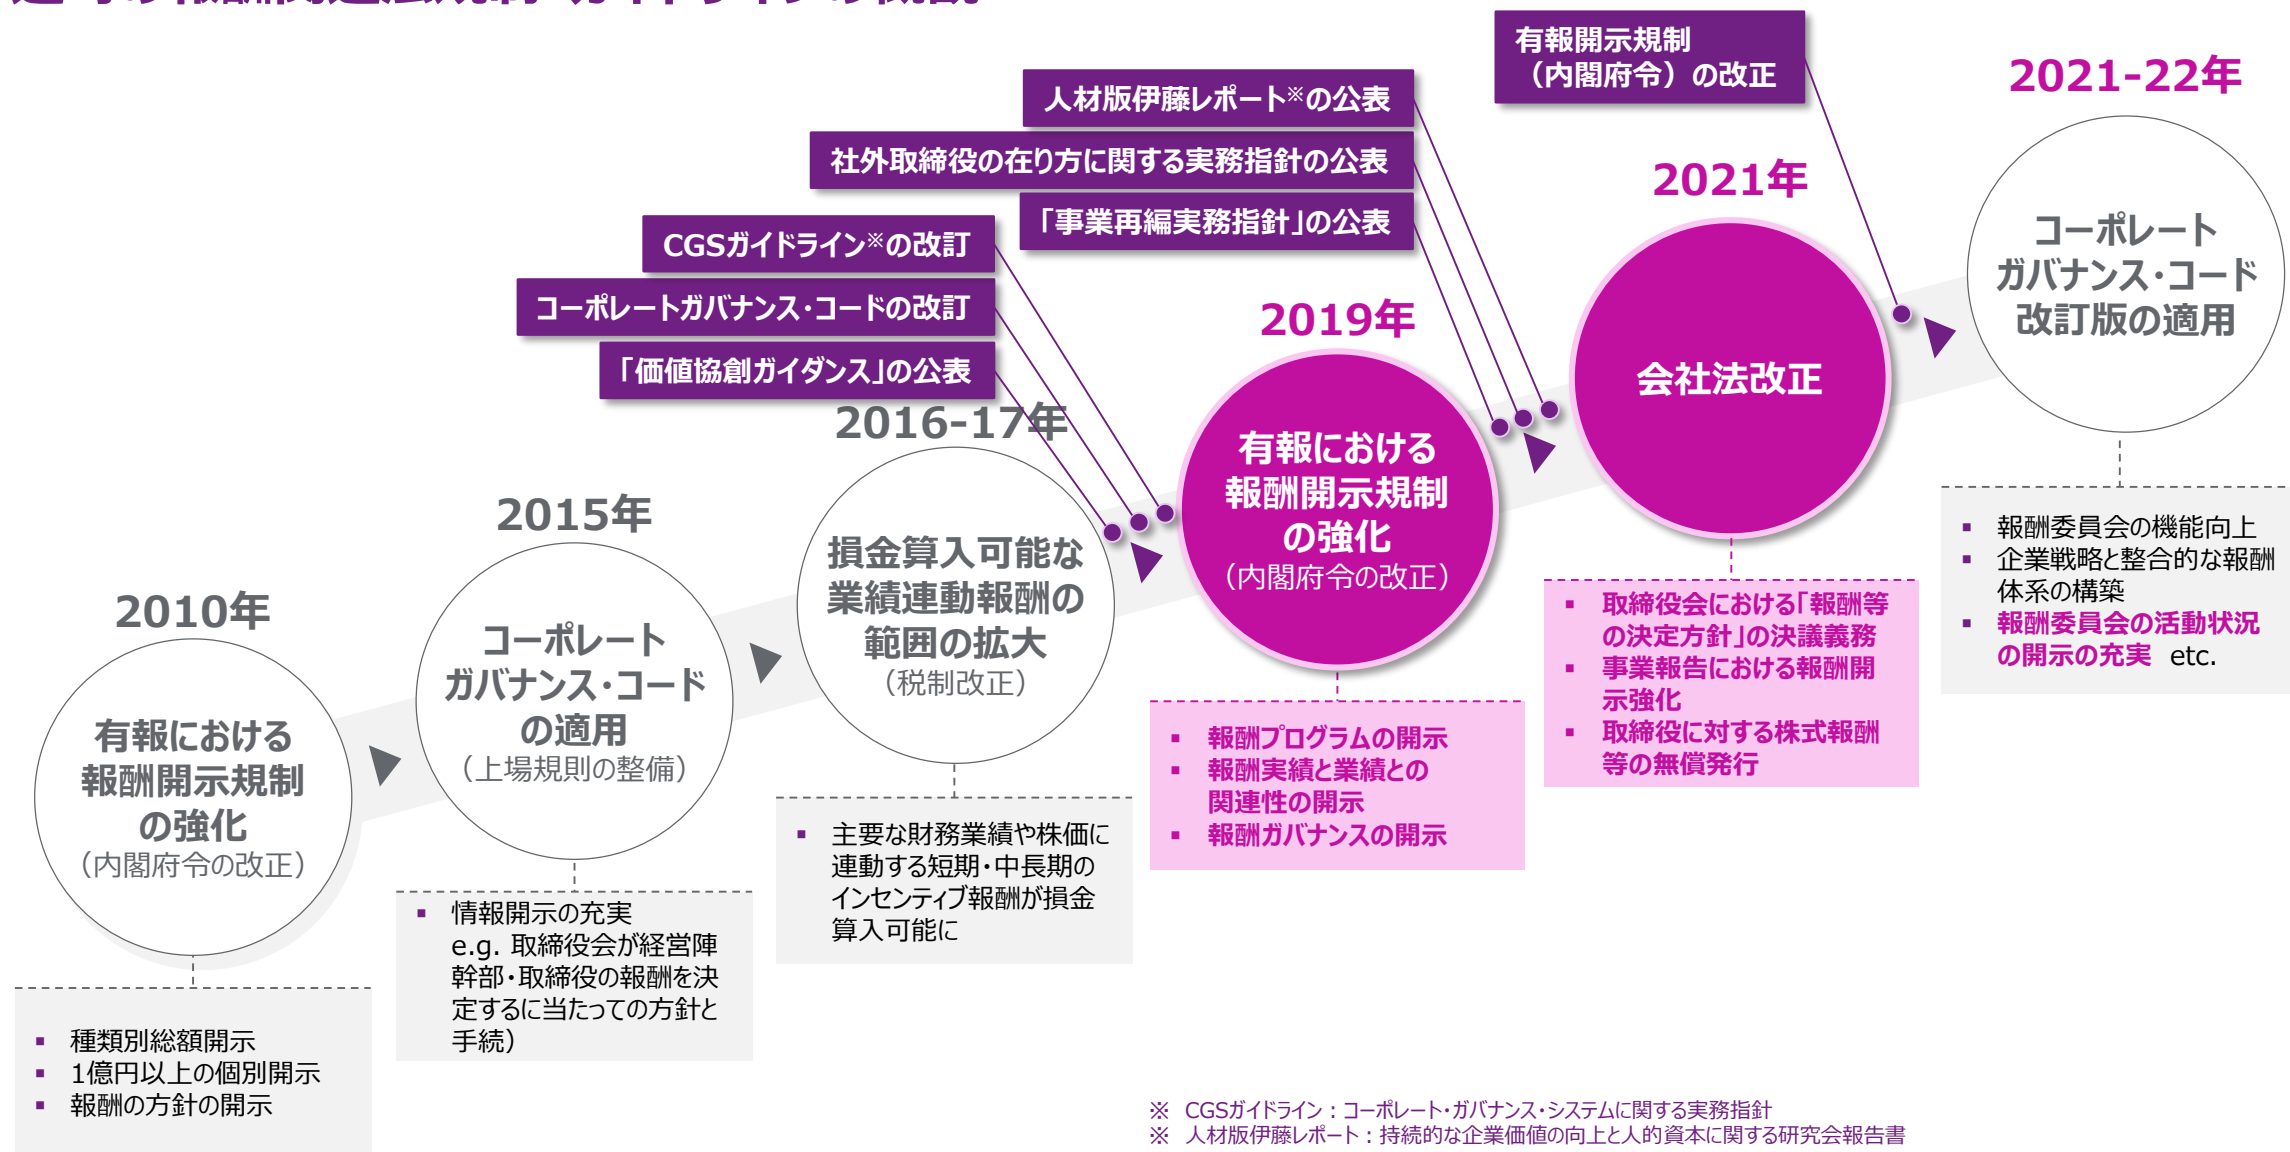 有報開示規制
（内閣府令）の改正
人材版伊藤レポート※の公表
社外取締役の在り方に関する実務指針の公表
「事業再編実務指針」の公表
CGSガイドライン※の改訂
コーポレートガバナンス・コードの改訂
「価値協創ガイダンス」の公表
2010年
有報における
報酬開示規制
の強化
（内閣府令の改正）
▪ 種類別総額開示
▪ 1億円以上の個別開示
▪ 報酬の方針の開示
2015年
コーポレート
ガバナンス・コード
の適用
（上場規則の整備）
▪ 情報開示の充実
e.g. 取締役会が経営陣
幹部・取締役の報酬を決
定するに当たっての方針と
手続）
2016-17年
損金算入可能な
業績連動報酬の
範囲の拡大
（税制改正）
▪ 主要な財務業績や株価に
連動する短期・中長期の
インセンティブ報酬が損金
算入可能に
2019年
有報における
報酬開示規制
の強化
（内閣府令の改正）
▪ 報酬プログラムの開示
▪ 報酬実績と業績との
関連性の開示
▪ 報酬ガバナンスの開示
2021年
会社法改正
▪ 取締役会における「報酬等
の決定方針」の決議義務
▪ 事業報告における報酬開
示強化
▪ 取締役に対する株式報酬
等の無償発行
2021-22年
コーポレート
ガバナンス・コード
改訂版の適用
▪ 報酬委員会の機能向上
▪ 企業戦略と整合的な報酬
体系の構築
▪ 報酬委員会の活動状況
の開示の充実 etc.
※ CGSガイドライン：コーポレート・ガバナンス・システムに関する実務指針
※ 人材版伊藤レポート：持続的な企業価値の向上と人的資本に関する研究会報告書